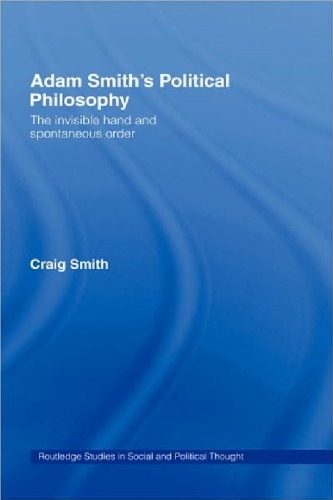 Adam Smith's Political
Philosophy
The invisible hand and
spontaneous order
Craig Smith
Routledge Studies in Social and Political Thought